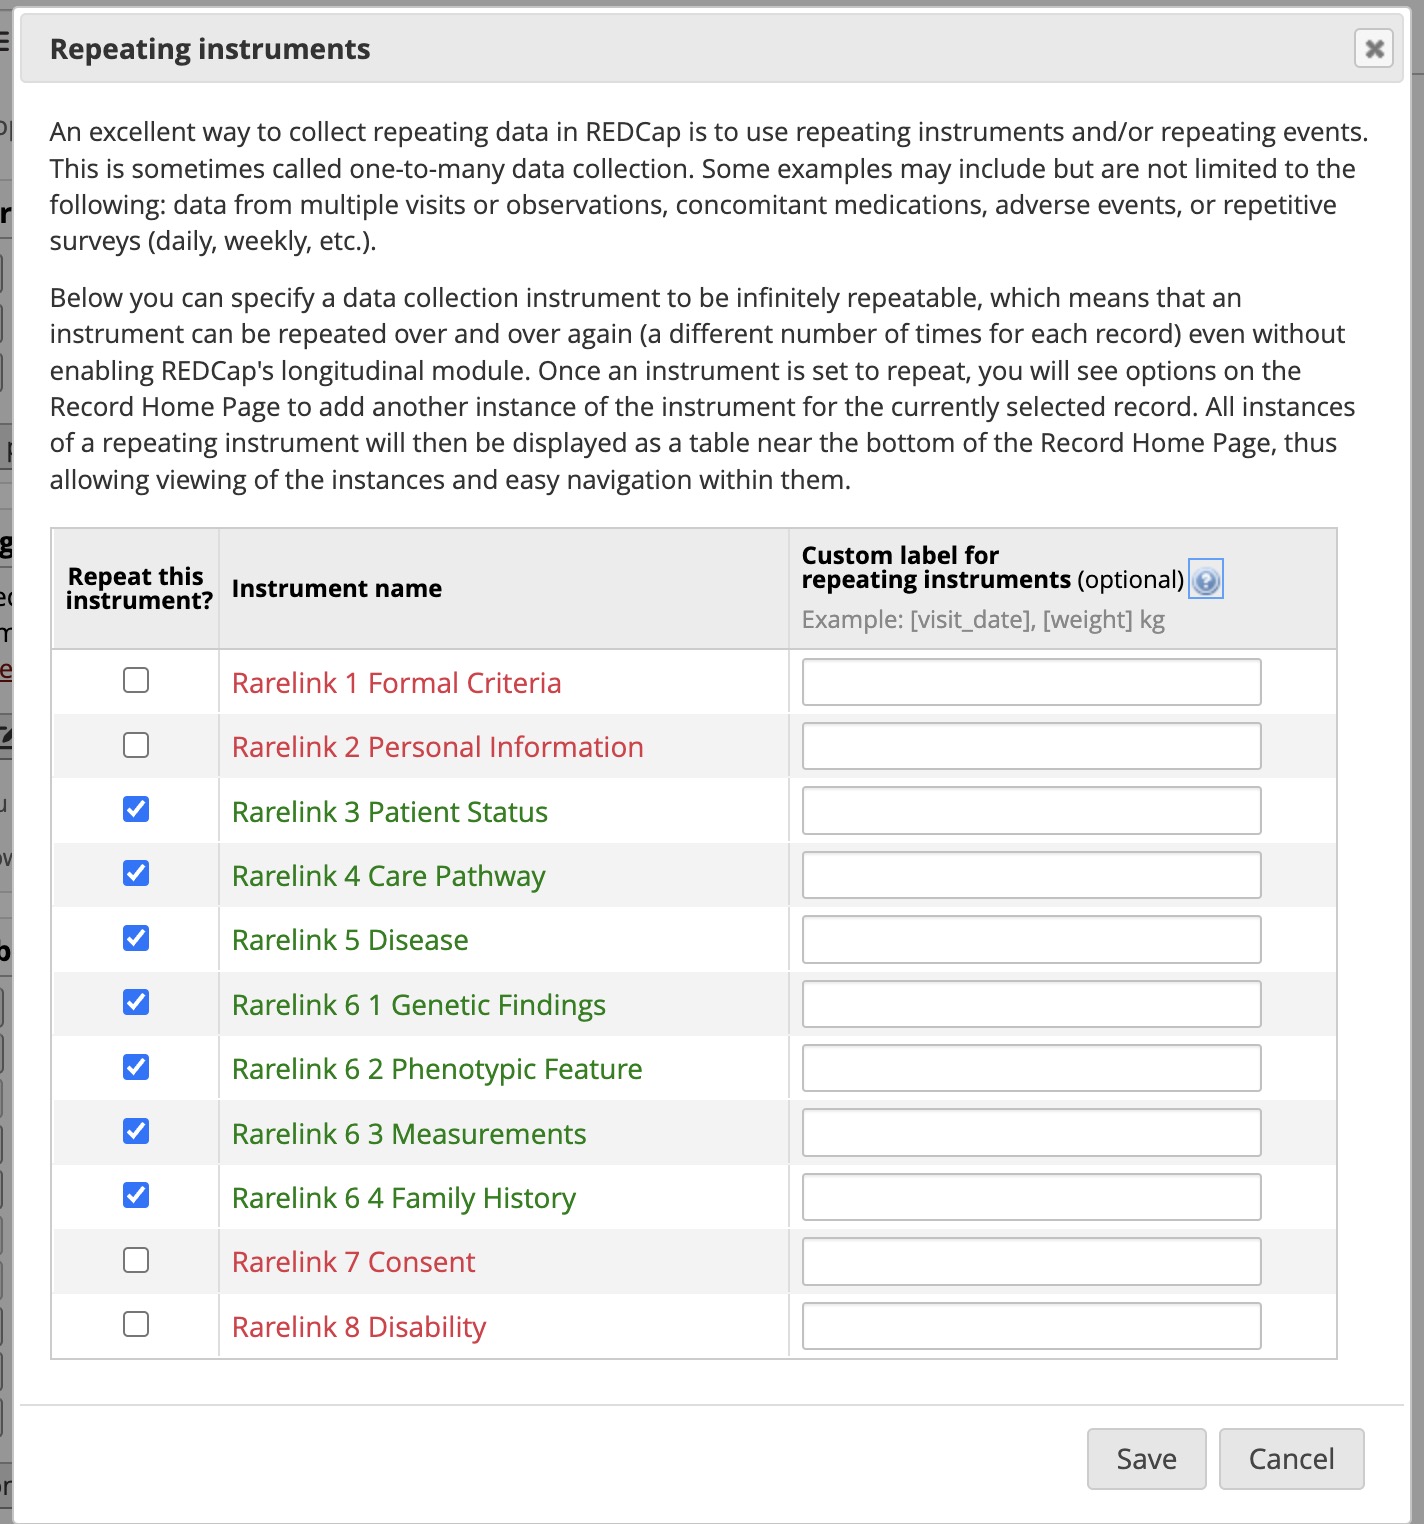 Repeating instruments
An excellent way to collect repeating data in REDCap is to use repeating instruments and/or repeating events.
This is sometimes called one-to-many data collection. Some examples may include but are not limited to the
following: data from multiple visits or observations, concomitant medications, adverse events, or repetitive
surveys (daily, weekly, etc.).
Below you can specify a data collection instrument to be infinitely repeatable, which means that an
instrument can be repeated over and over again (a different number of times for each record) even without
enabling REDCap's longitudinal module. Once an instrument is set to repeat, you will see options on the
Record Home Page to add another instance of the instrument for the currently selected record. All instances
of a repeating instrument will then be displayed as a table near the bottom of the Record Home Page, thus
allowing viewing of the instances and easy navigation within them.
Repeat this
instrument?
Instrument name
Custom label for
repeating instruments (optional) ?
Example: [visit_date], [weight] kg
Rarelink 1 Formal Criteria
Rarelink 2 Personal Information
Rarelink 3 Patient Status
Rarelink 4 Care Pathway
Rarelink 5 Disease
Rarelink 6 1 Genetic Findings
Rarelink 6 2 Phenotypic Feature
Rarelink 6 3 Measurements
Rarelink 6 4 Family History
Rarelink 7 Consent
Rarelink 8 Disability
Save
Cancel